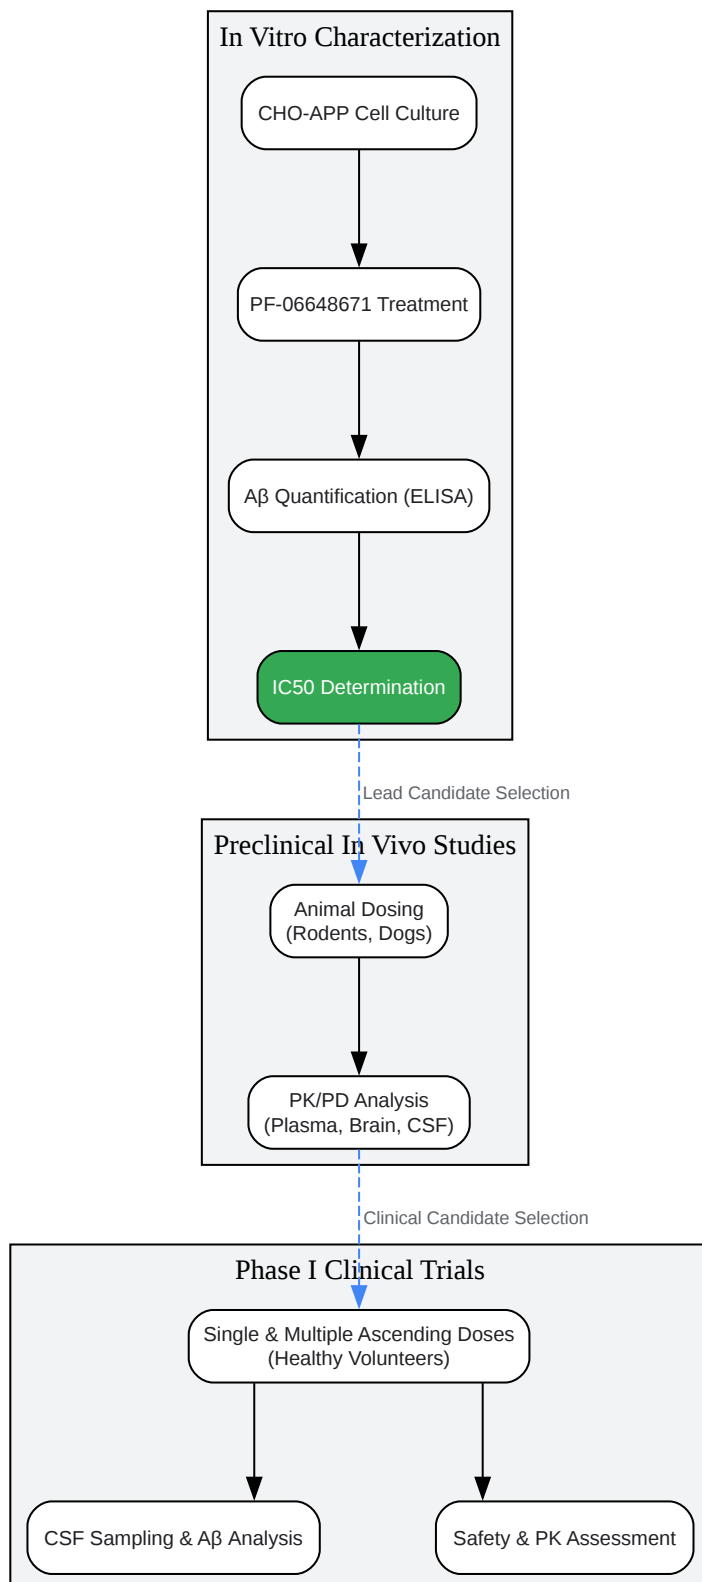 In Vitro Characterization
CHO-APP Cell Culture
PF-06648671 Treatment
Aβ Quantification (ELISA)
IC50 Determination
Lead Candidate Selection
Preclinical In Vivo Studies
Animal Dosing
(Rodents, Dogs)
PK/PD Analysis
(Plasma, Brain, CSF)
Clinical Candidate Selection
Phase I Clinical Trials
Single & Multiple Ascending Doses
(Healthy Volunteers)
CSF Sampling & Aβ Analysis
Safety & PK Assessment